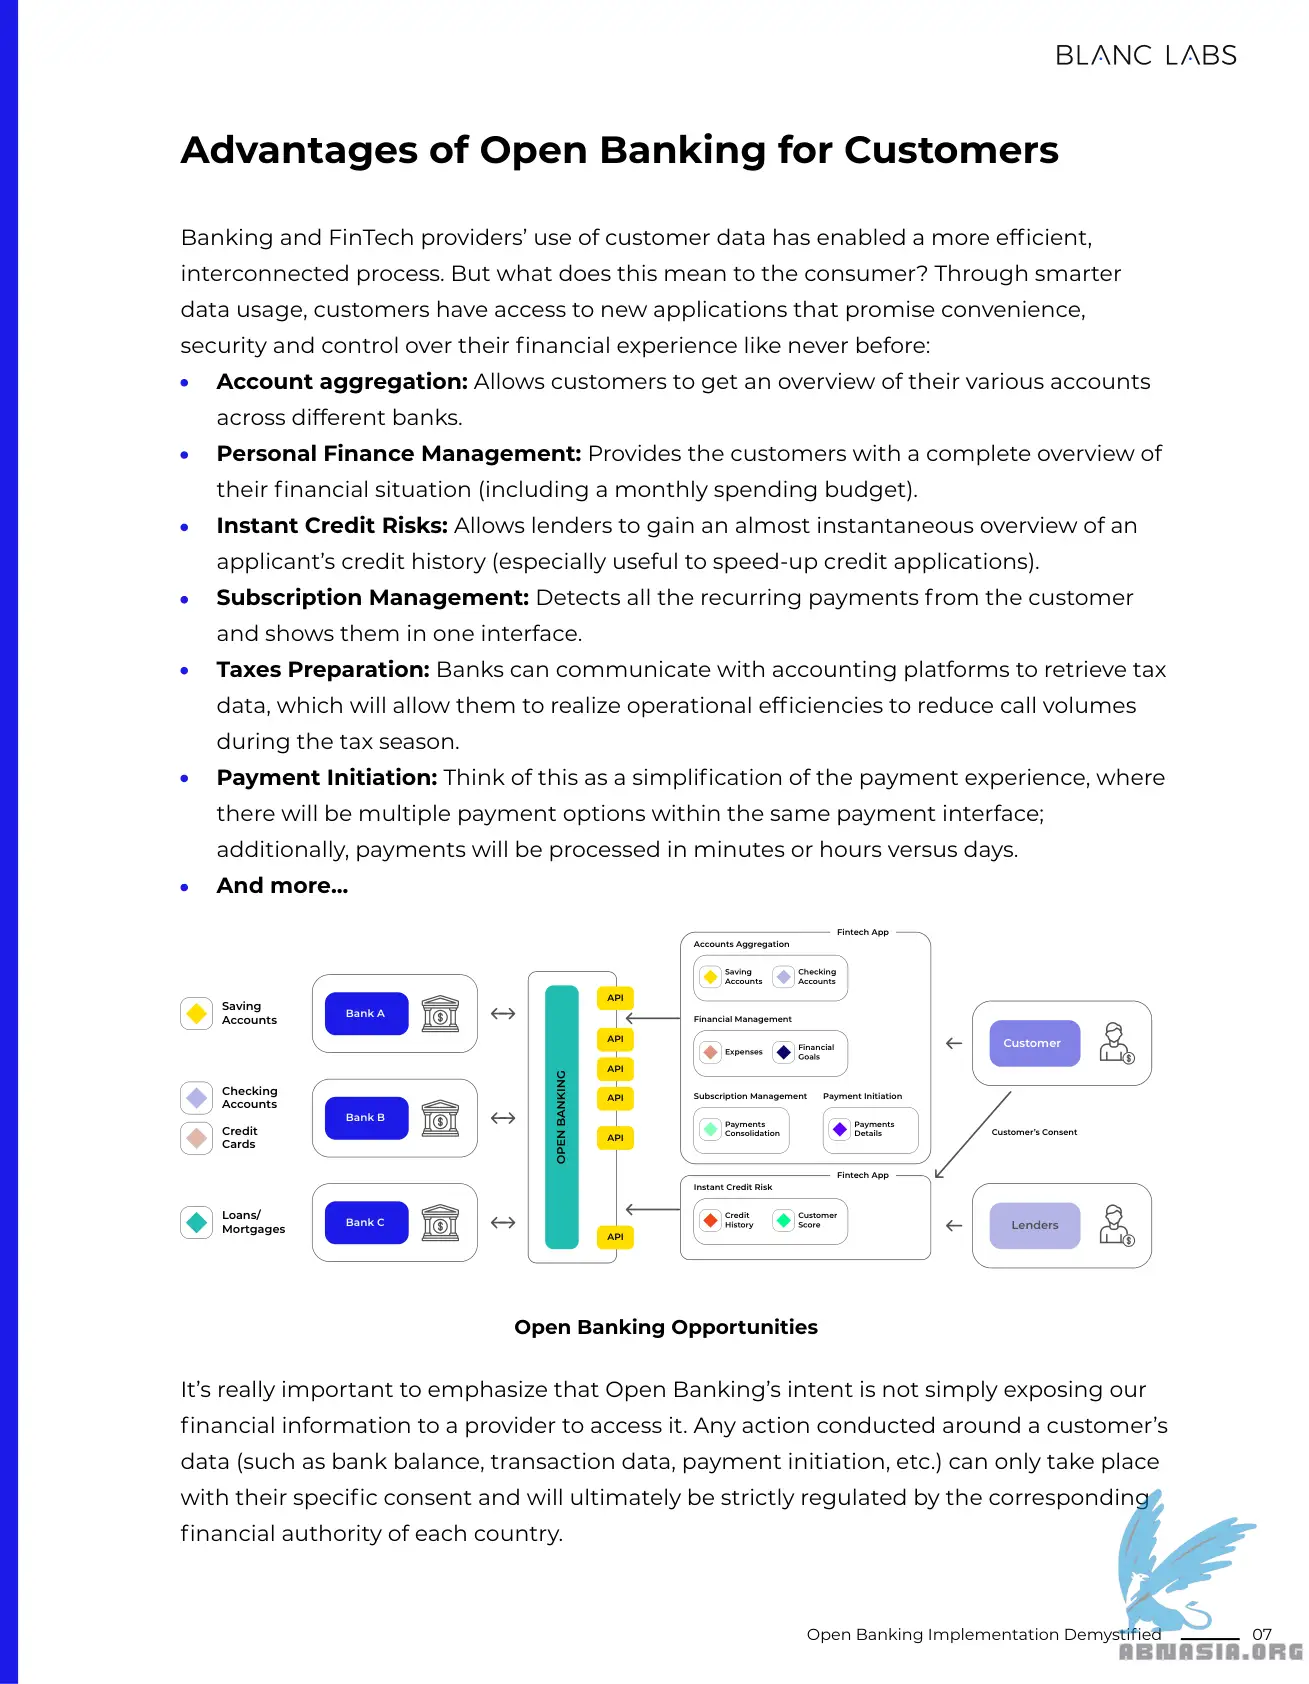 BLANC LABS
Advantages of Open Banking for Customers
Banking and FinTech providers’ use of customer data has enabled a more efficient,
interconnected process. But what does this mean to the consumer? Through smarter
data usage, customers have access to new applications that promise convenience,
security and control over their financial experience like never before:
• Account aggregation: Allows customers to get an overview of their various accounts
across different banks.
• Personal Finance Management: Provides the customers with a complete overview of
their financial situation (including a monthly spending budget).
• Instant Credit Risks: Allows lenders to gain an almost instantaneous overview of an
applicant’s credit history (especially useful to speed-up credit applications).
• Subscription Management: Detects all the recurring payments from the customer
and shows them in one interface.
• Taxes Preparation: Banks can communicate with accounting platforms to retrieve tax
data, which will allow them to realize operational efficiencies to reduce call volumes
during the tax season.
• Payment Initiation: Think of this as a simplification of the payment experience, where
there will be multiple payment options within the same payment interface;
additionally, payments will be processed in minutes or hours versus days.
• And more...
Saving
Accounts
Checking
Accounts
Credit
Cards
Loans/
Mortgages
Bank A
Bank B
Bank C
OPEN BANKING
API
API
API
API
API
API
Fintech App
Accounts Aggregation
Saving
Accounts
Checking
Accounts
Financial Management
Expenses
Financial
Goals
Subscription Management
Payments
Consolidation
Payment Initiation
Payments
Details
Fintech App
Instant Credit Risk
Credit
History
Customer
Score
Customer
Customer’s Consent
Lenders
Open Banking Opportunities
It’s really important to emphasize that Open Banking’s intent is not simply exposing our
financial information to a provider to access it. Any action conducted around a customer’s
data (such as bank balance, transaction data, payment initiation, etc.) can only take place
with their specific consent and will ultimately be strictly regulated by the corresponding
financial authority of each country.
Open Banking Implementation Demystified 07
ABNASIA.ORG